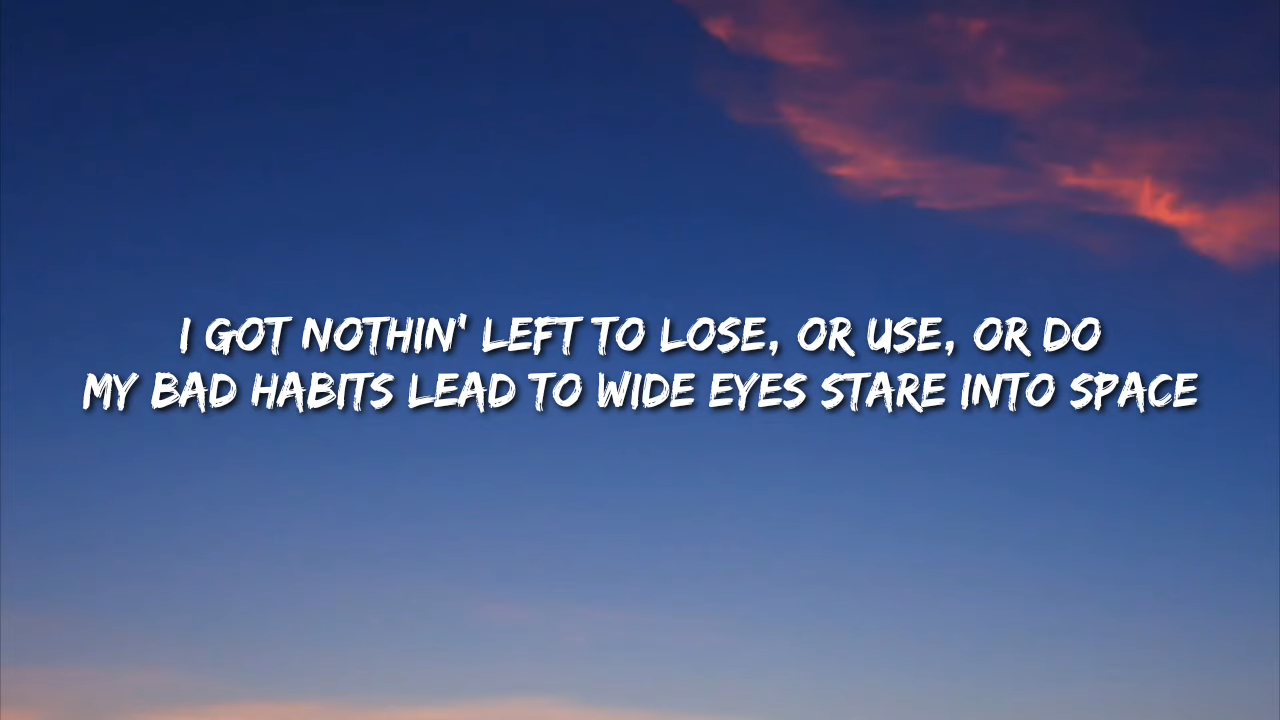 I GOT NOTHIN' LEFT TO LOSE, OR USE, OR DO
MY BAD HABITS LEAD TO WIDE EYES STARE INTO SPACE